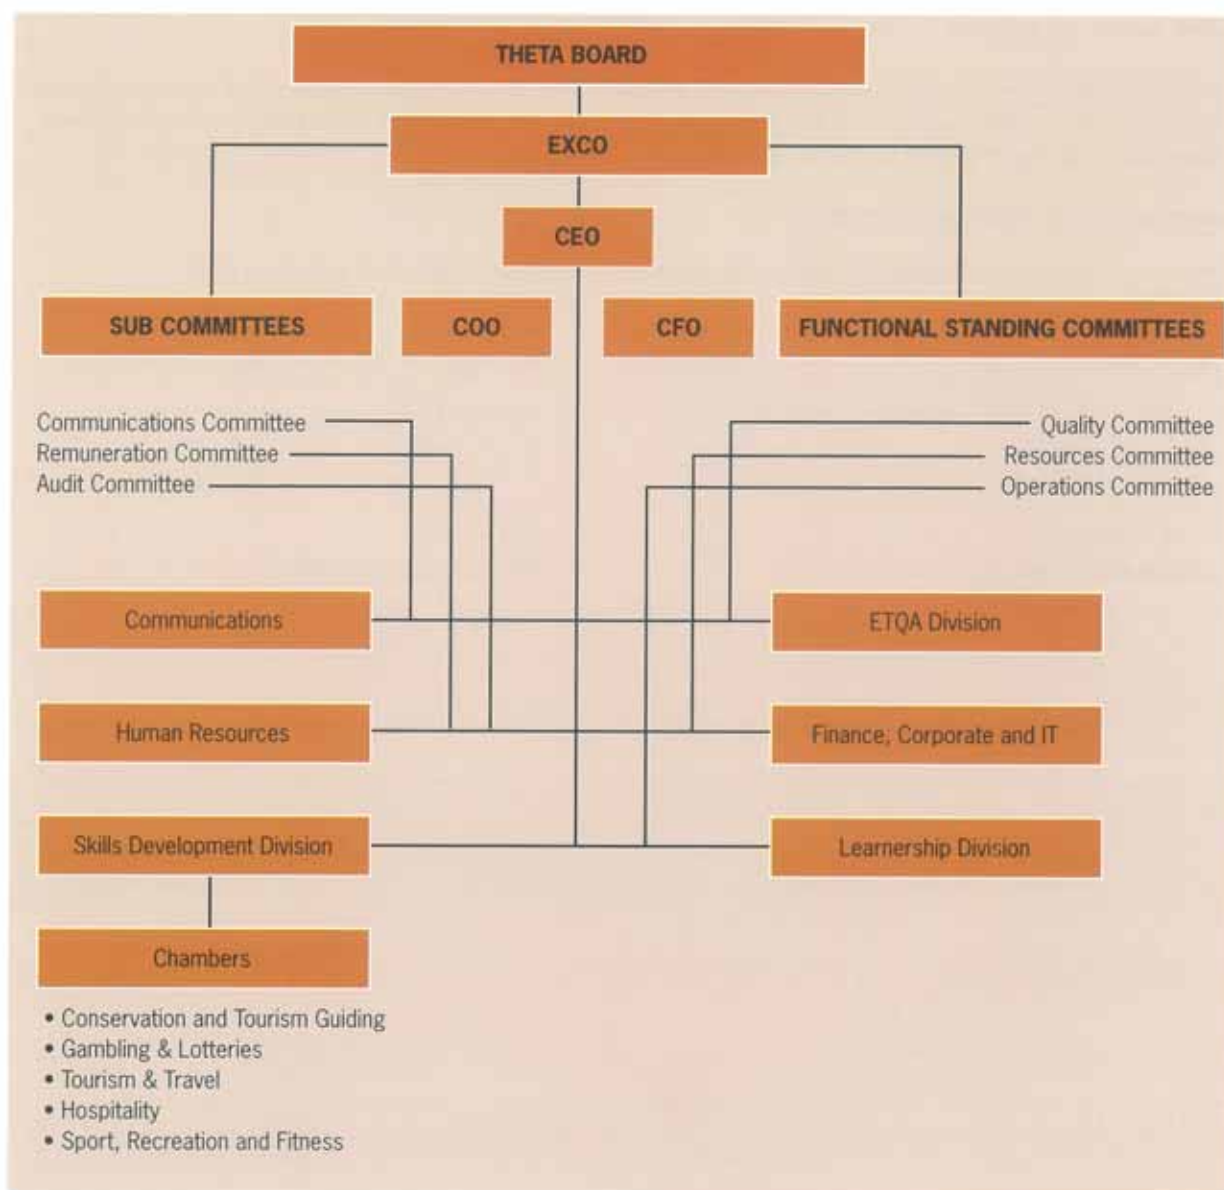 THETA BOARD
EXCO
CEO
SUB COMMITTEES
COO
CFO
FUNCTIONAL STANDING COMMITTEES
Communications Committee
Remuneration Committee
Audit Committee
Quality Committee
Resources Committee
Operations Committee
Communications
ETQA Division
Human Resources
Finance, Corporate and IT
Skills Development Division
Learnership Division
Chambers
• Conservation and Tourism Guiding
• Gambling & Lotteries
• Tourism & Travel
• Hospitality
• Sport, Recreation and Fitness